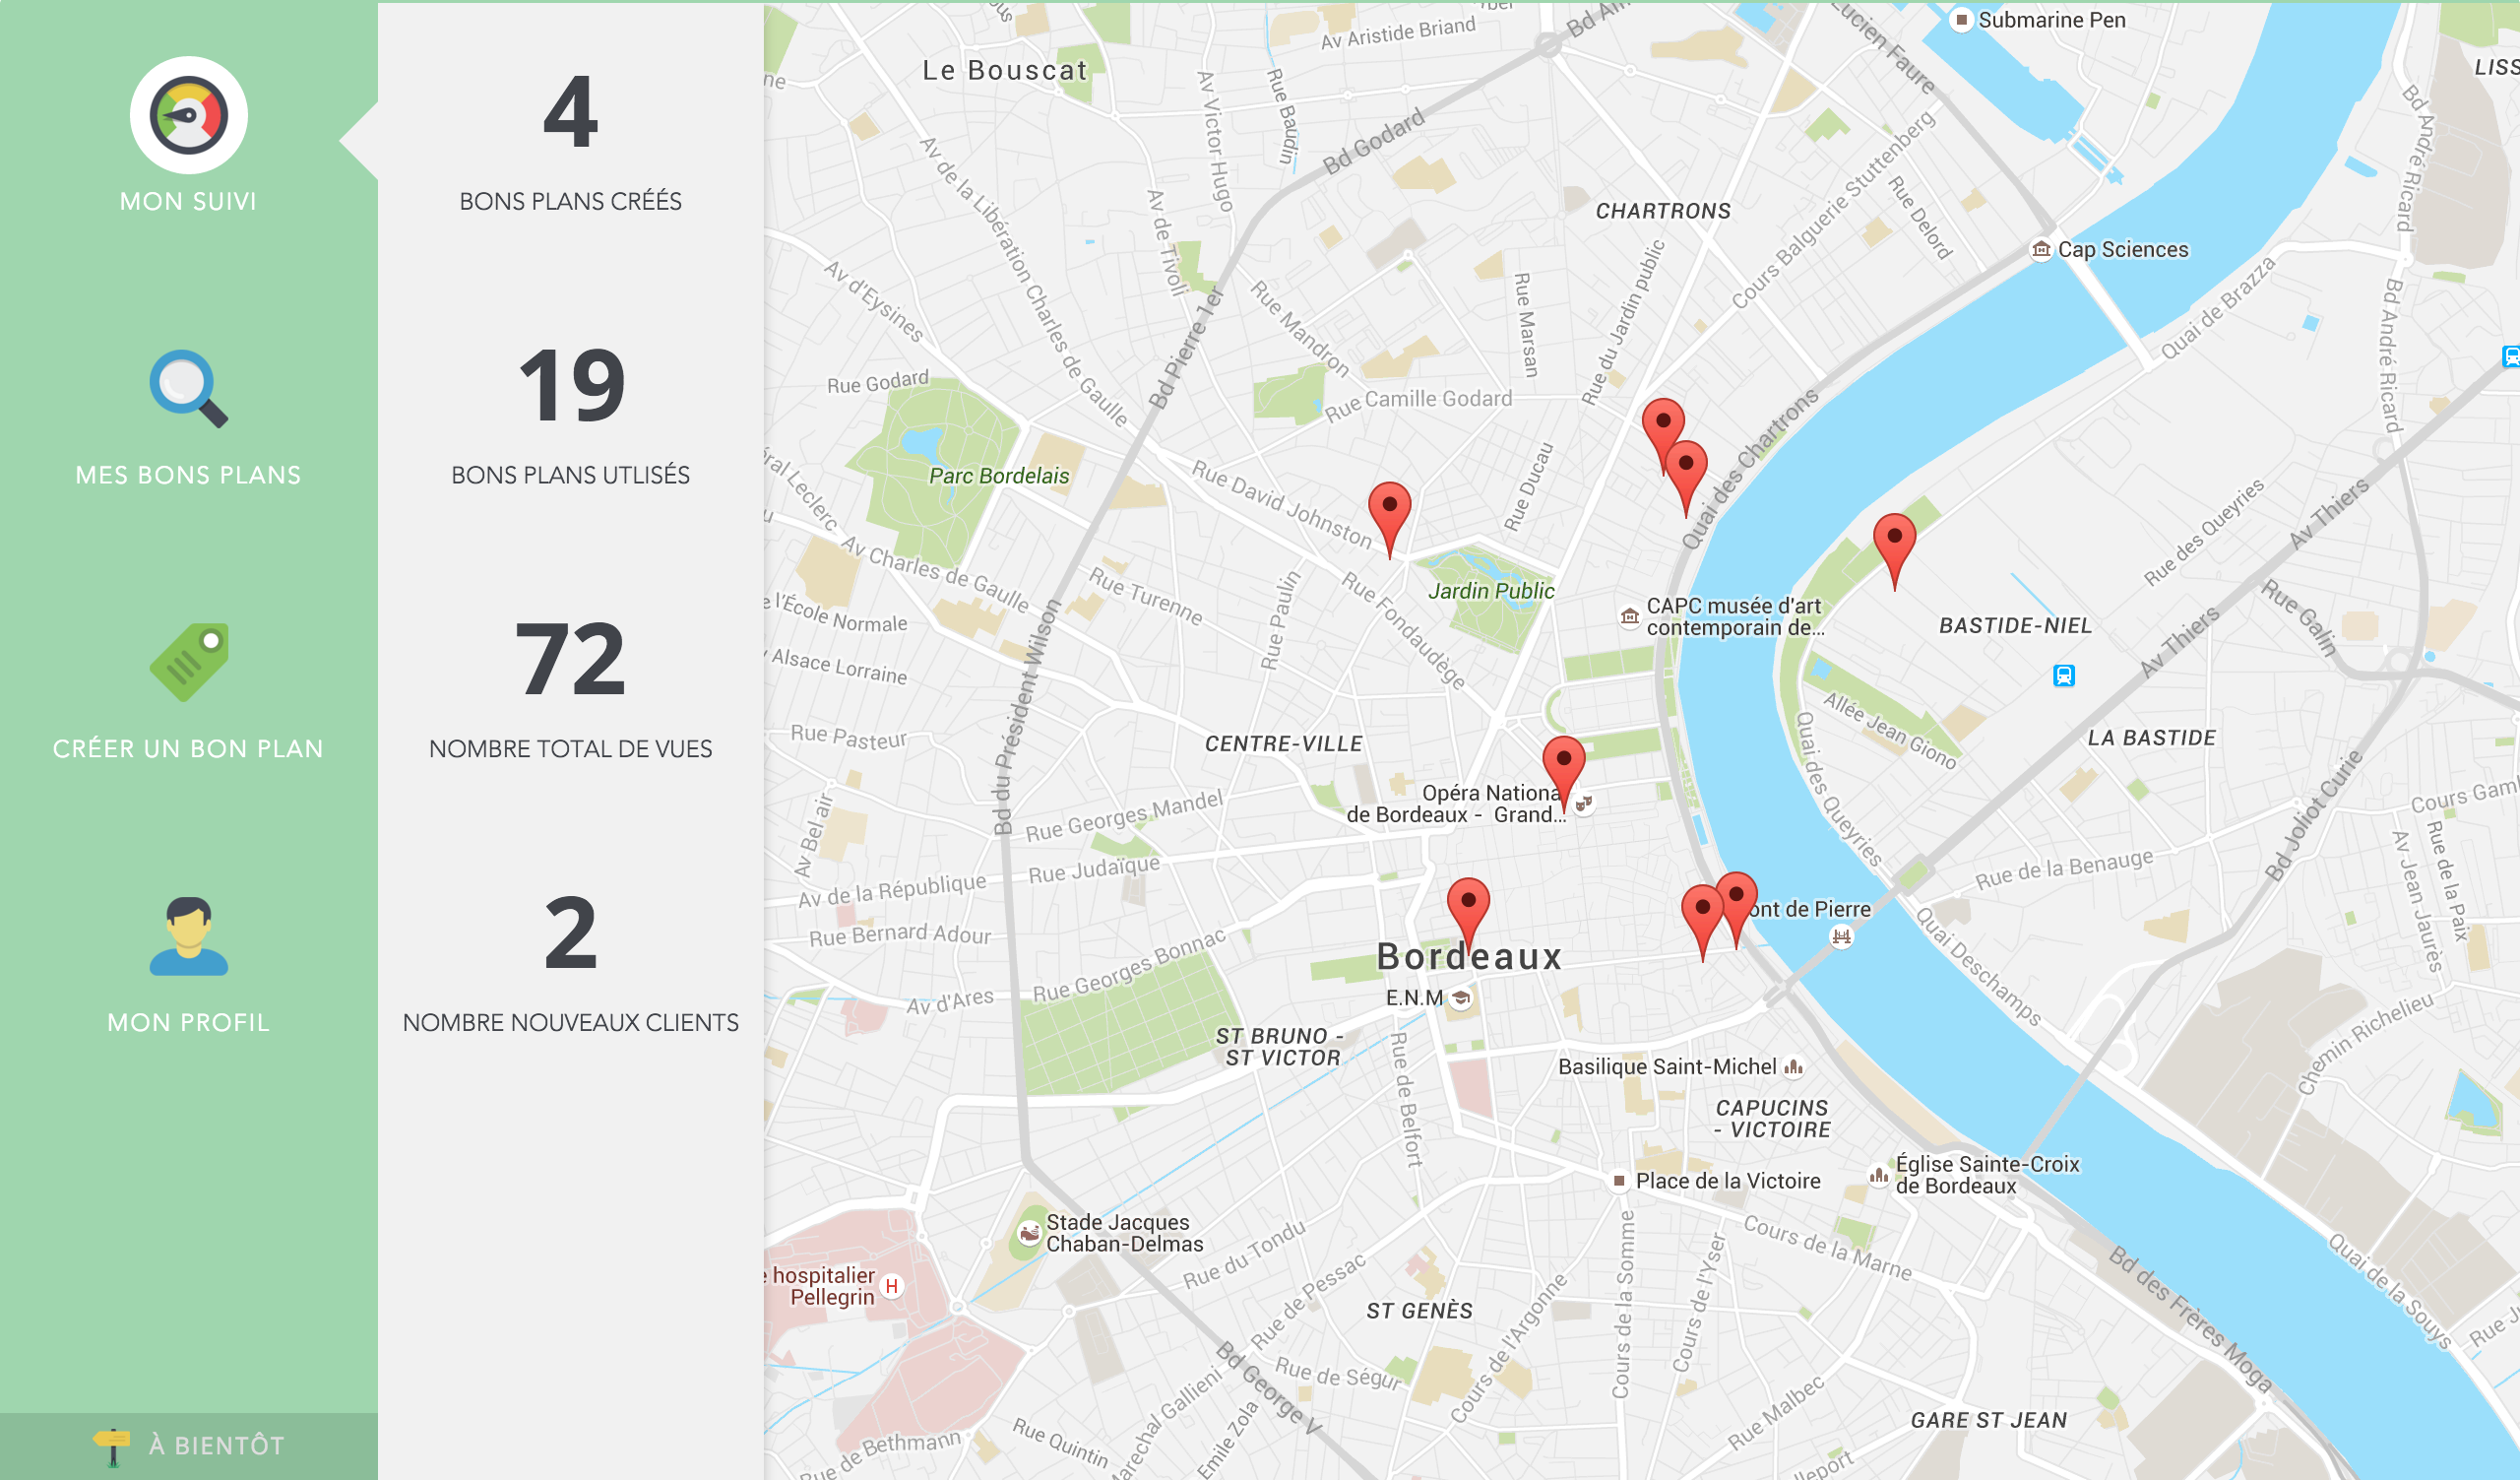 MON SUIVI
MES BONS PLANS
CRÉER UN BON PLAN
MON PROFIL
À BIENTÔT
4
BONS PLANS CRÉÉS
19
BONS PLANS UTLISÉS
72
NOMBRE TOTAL DE VUES
2
NOMBRE NOUVEAUX CLIENTS
Submarine Pen
Av Aristide Briand
Lucien Faure
Le Bouscat
LISS
Rue Baudin
Av Victor Hugo
Bd André Ricard
Bd Godard
Av de la Libération Charles de Gaulle
Cours Balguerie Stuttenberg
CHARTRONS
Rue Delord
Av de Tivoli
Cap Sciences
Av d'Eysines
Rue Mandron
Rue Marsan
Rue du Jardin public
Quai de Brazza
Bd André Ricard
Bd Pierre 1er
Rue Godard
Rue Camille Godard
Quai des Chartrons
Parc Bordelais
éral Leclerc
Rue David Johnston
Rue Ducau
Rue des Queyries
Av Thiers
Av Charles de Gaulle
Rue Turenne
Rue Paulin
Rue Fondaudège
Jardin Public
CAPC musée d'art
contemporain de...
BASTIDE-NIEL
Rue Galin
Av Thiers
e l'École Normale
Alsace Lorraine
Bd du Président Wilson
Rue Pasteur
CENTRE-VILLE
Allée Jean Giono
LA BASTIDE
Quai des Queyries
Opéra Nationa
de Bordeaux - Grand...
Rue Georges Mandel
Av Bel air
Bd Joliot Curie
Cours Gam
Rue Judaïque
Av de la République
Rue de la Benauge
Av Jean Jaurès
Rue de la Paix
Rue Bernard Adour
ont de Pierre
Quai Deschamps
Bordeaux
Rue Georges Bonnac
Av d'Ares
E.N.M
ST BRUNO -
ST VICTOR
Rue de Belfort
Chemin Richelieu
Basilique Saint-Michel
CAPUCINS
- VICTOIRE
Place de la Victoire
Église Sainte-Croix
de Bordeaux
Stade Jacques
Chaban-Delmas
Rue du Tondu
Cours de la Marne
e hospitalier
Pellegrin
H
Rue de Pessac
ST GENÈS
Cours de l'Argonne
Cours de la Somme
Cours de l'Yser
Bd des Frères Moga
Quai de la Souys
Rue de Ségur
Bd George V
Marechal Gallieni
Emile Zola
Rue Malbec
GARE ST JEAN
Rue Quintin
Rue de Bethmann